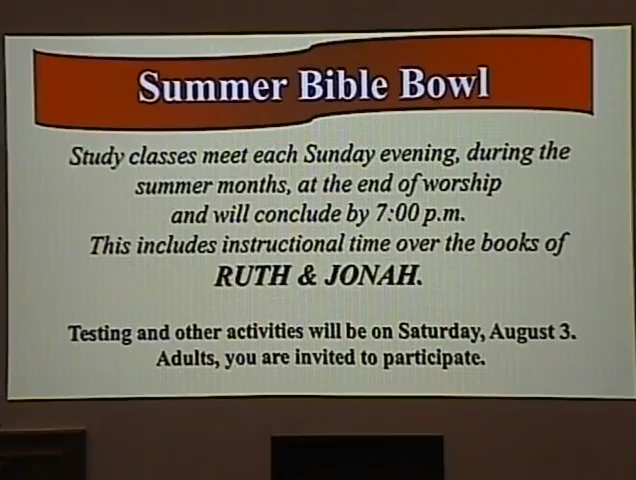 Summer Bible Bowl
Study classes meet each Sunday evening, during the
summer months, at the end of worship
and will conclude by 7:00 p.m.
This includes instructional time over the books of
RUTH & JONAH.
Testing and other activities will be on Saturday, August 3.
Adults, you are invited to participate.